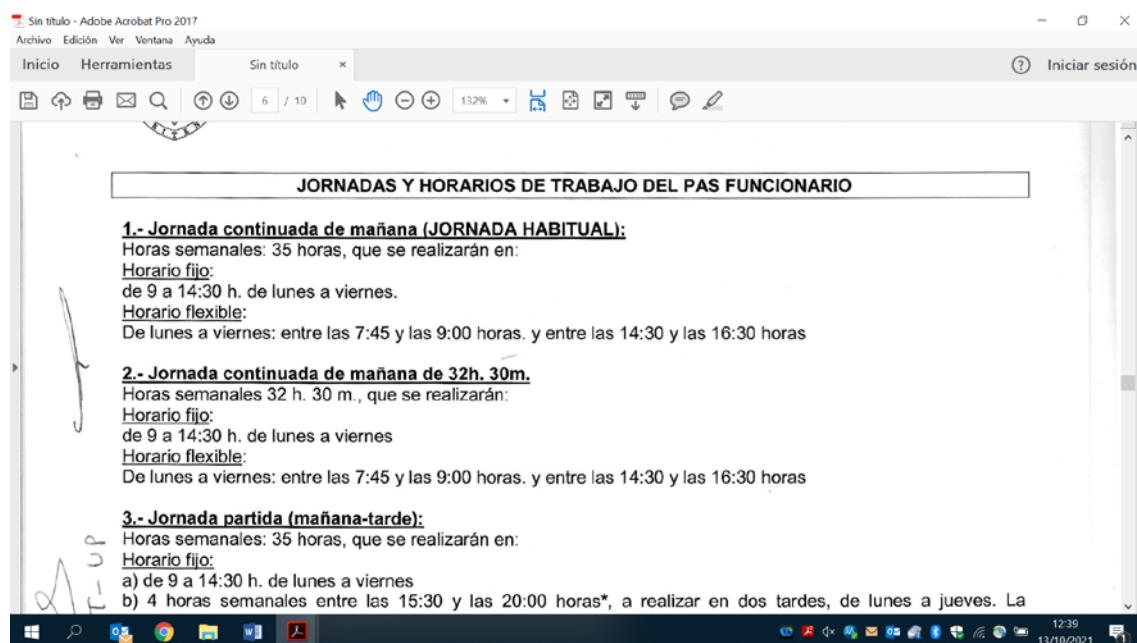 Sin título - Adobe Acrobat Pro 2017
Archivo Edición Ver Ventana Ayuda
Inicio Herramientas Sin título × Iniciar sesión
6 / 10 132%
JORNADAS Y HORARIOS DE TRABAJO DEL PAS FUNCIONARIO
1.- Jornada continuada de mañana (JORNADA HABITUAL):
Horas semanales: 35 horas, que se realizarán en:
Horario fijo:
de 9 a 14:30 h. de lunes a viernes.
Horario flexible:
De lunes a viernes: entre las 7:45 y las 9:00 horas. y entre las 14:30 y las 16:30 horas
2.- Jornada continuada de mañana de 32h. 30m.
Horas semanales 32 h. 30 m., que se realizarán:
Horario fijo:
de 9 a 14:30 h. de lunes a viernes
Horario flexible:
De lunes a viernes: entre las 7:45 y las 9:00 horas. y entre las 14:30 y las 16:30 horas
3.- Jornada partida (mañana-tarde):
Horas semanales: 35 horas, que se realizarán en:
Horario fijo:
a) de 9 a 14:30 h. de lunes a viernes
b) 4 horas semanales entre las 15:30 y las 20:00 horas*, a realizar en dos tardes, de lunes a jueves. La
12:39
13/10/2021